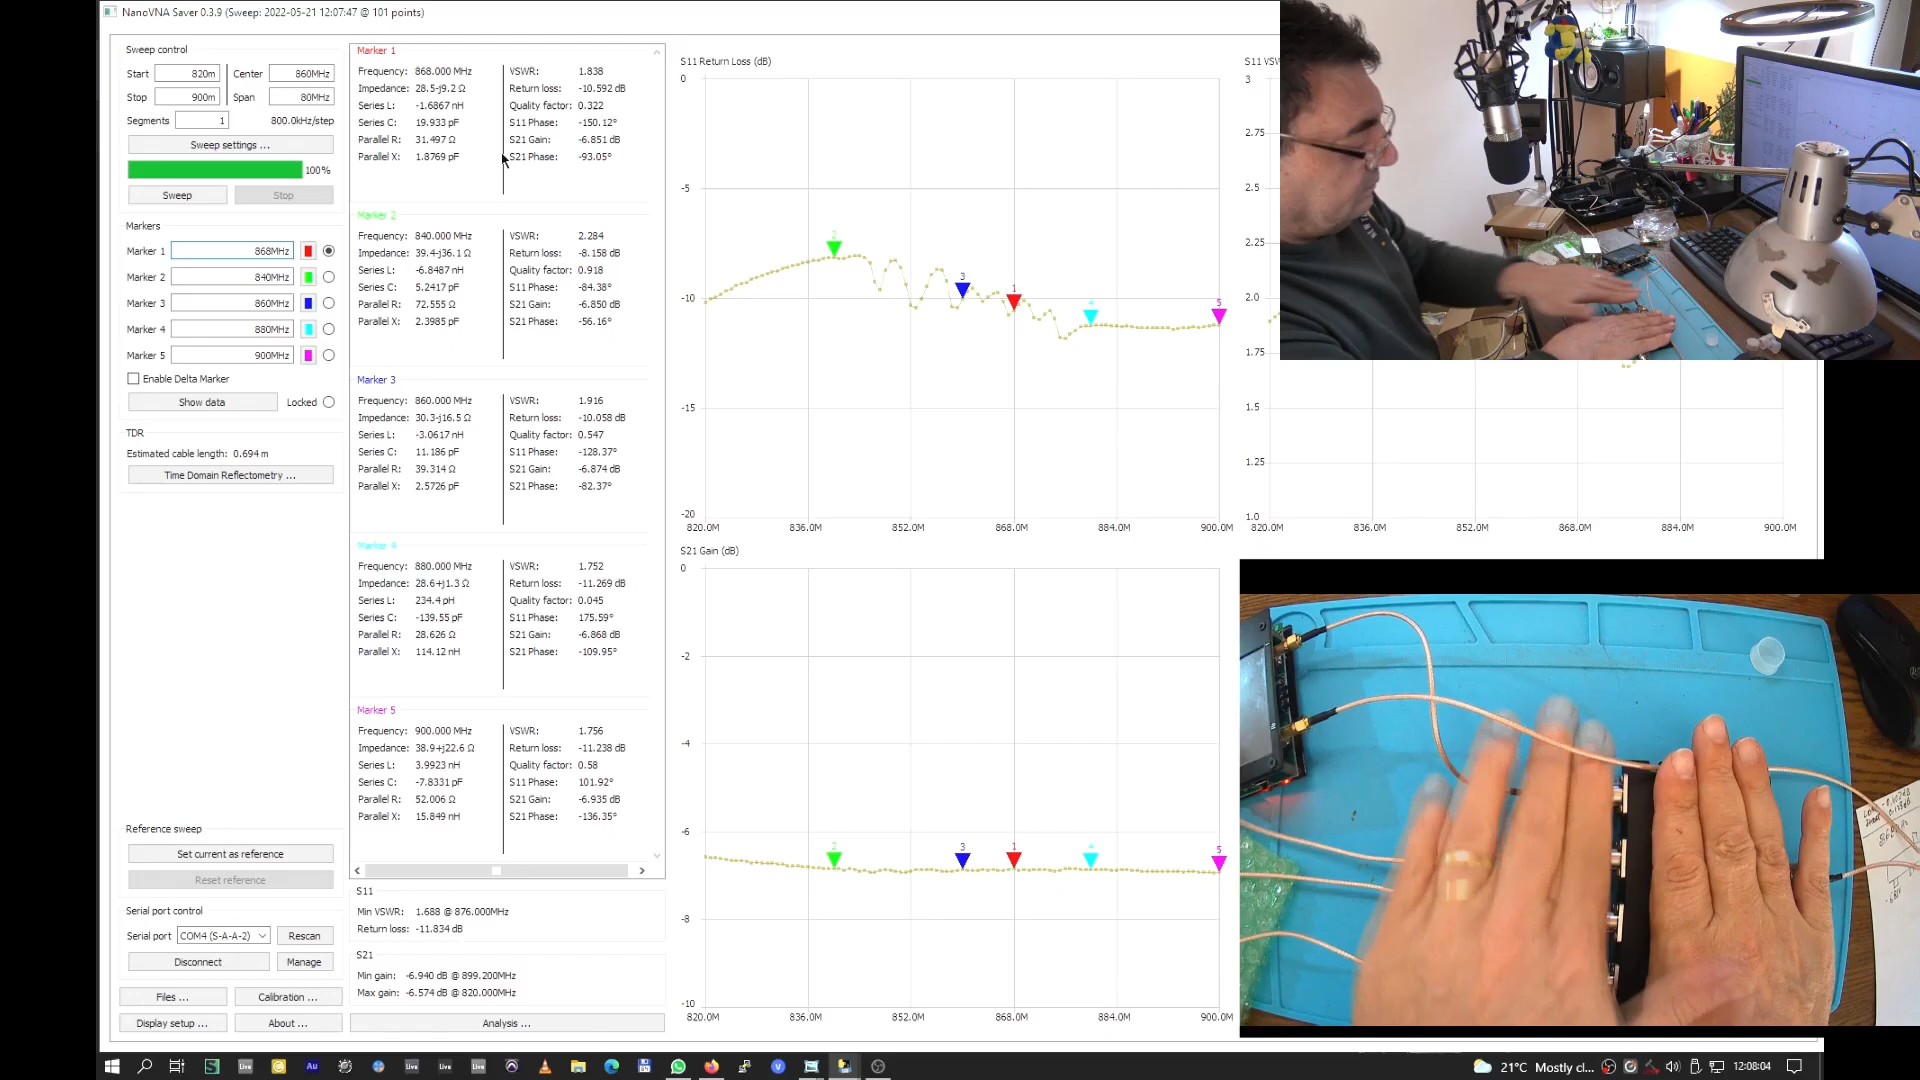 NanoVNA Saver 0.3.9 (Sweep: 2022-05-21 12:07:47 @ 101 points)
Sweep control
Start 820m Center 860MHz
Stop 900m Span 80MHz
Segments 1 800.0kHz/step
Sweep settings ...
100%
Sweep Stop
Markers
Marker 1 868MHz
Marker 2 840MHz
Marker 3 860MHz
Marker 4 880MHz
Marker 5 900MHz
Enable Delta Marker
Show data Locked
TDR
Estimated cable length: 0.694 m
Time Domain Reflectometry ...
Reference sweep
Set current as reference
Reset reference
Serial port control
Serial port COM4 (S-A-A-2) Rescan
Disconnect Manage
Files ... Calibration ...
Display setup ... About ...
Marker 1
Frequency: 868.000 MHz VSWR: 1.838
Impedance: 28.5-j9.2 Ω Return loss: -10.592 dB
Series L: -1.6867 nH Quality factor: 0.322
Series C: 19.933 pF S11 Phase: -150.12°
Parallel R: 31.497 Ω S21 Gain: -6.851 dB
Parallel X: 1.8769 pF S21 Phase: -93.05°
Marker 2
Frequency: 840.000 MHz VSWR: 2.284
Impedance: 39.4-j36.1 Ω Return loss: -8.158 dB
Series L: -6.8487 nH Quality factor: 0.918
Series C: 5.2417 pF S11 Phase: -84.38°
Parallel R: 72.555 Ω S21 Gain: -6.850 dB
Parallel X: 2.3985 pF S21 Phase: -56.16°
Marker 3
Frequency: 860.000 MHz VSWR: 1.916
Impedance: 30.3-j16.5 Ω Return loss: -10.058 dB
Series L: -3.0617 nH Quality factor: 0.547
Series C: 11.186 pF S11 Phase: -128.37°
Parallel R: 39.314 Ω S21 Gain: -6.874 dB
Parallel X: 2.5726 pF S21 Phase: -82.37°
Marker 4
Frequency: 880.000 MHz VSWR: 1.752
Impedance: 28.6+j1.3 Ω Return loss: -11.269 dB
Series L: 234.4 pH Quality factor: 0.045
Series C: -139.55 pF S11 Phase: 175.59°
Parallel R: 28.626 Ω S21 Gain: -6.868 dB
Parallel X: 114.12 nH S21 Phase: -109.95°
Marker 5
Frequency: 900.000 MHz VSWR: 1.756
Impedance: 38.9+j22.6 Ω Return loss: -11.238 dB
Series L: 3.9923 nH Quality factor: 0.58
Series C: -7.8331 pF S11 Phase: 101.92°
Parallel R: 52.006 Ω S21 Gain: -6.935 dB
Parallel X: 15.849 nH S21 Phase: -136.35°
S11
Min VSWR: 1.688 @ 876.000MHz
Return loss: -11.834 dB
S21
Min gain: -6.940 dB @ 899.200MHz
Max gain: -6.574 dB @ 820.000MHz
Analysis ...
S11 Return Loss (dB)
0
-5
-10
-15
-20
2 3 1 4 5
820.0M 836.0M 852.0M 868.0M 884.0M 900.0M
S21 Gain (dB)
0
-2
-4
-6
-8
-10
2 3 1 4 5
820.0M 836.0M 852.0M 868.0M 884.0M 900.0M
S11 VSW
3
2.75
2.5
2.25
2.0
1.75
1.5
1.25
1.0
820.0M 836.0M 852.0M 868.0M 884.0M 900.0M
Live Au Live Live Live V 21°C Mostly cl... 12:08:04